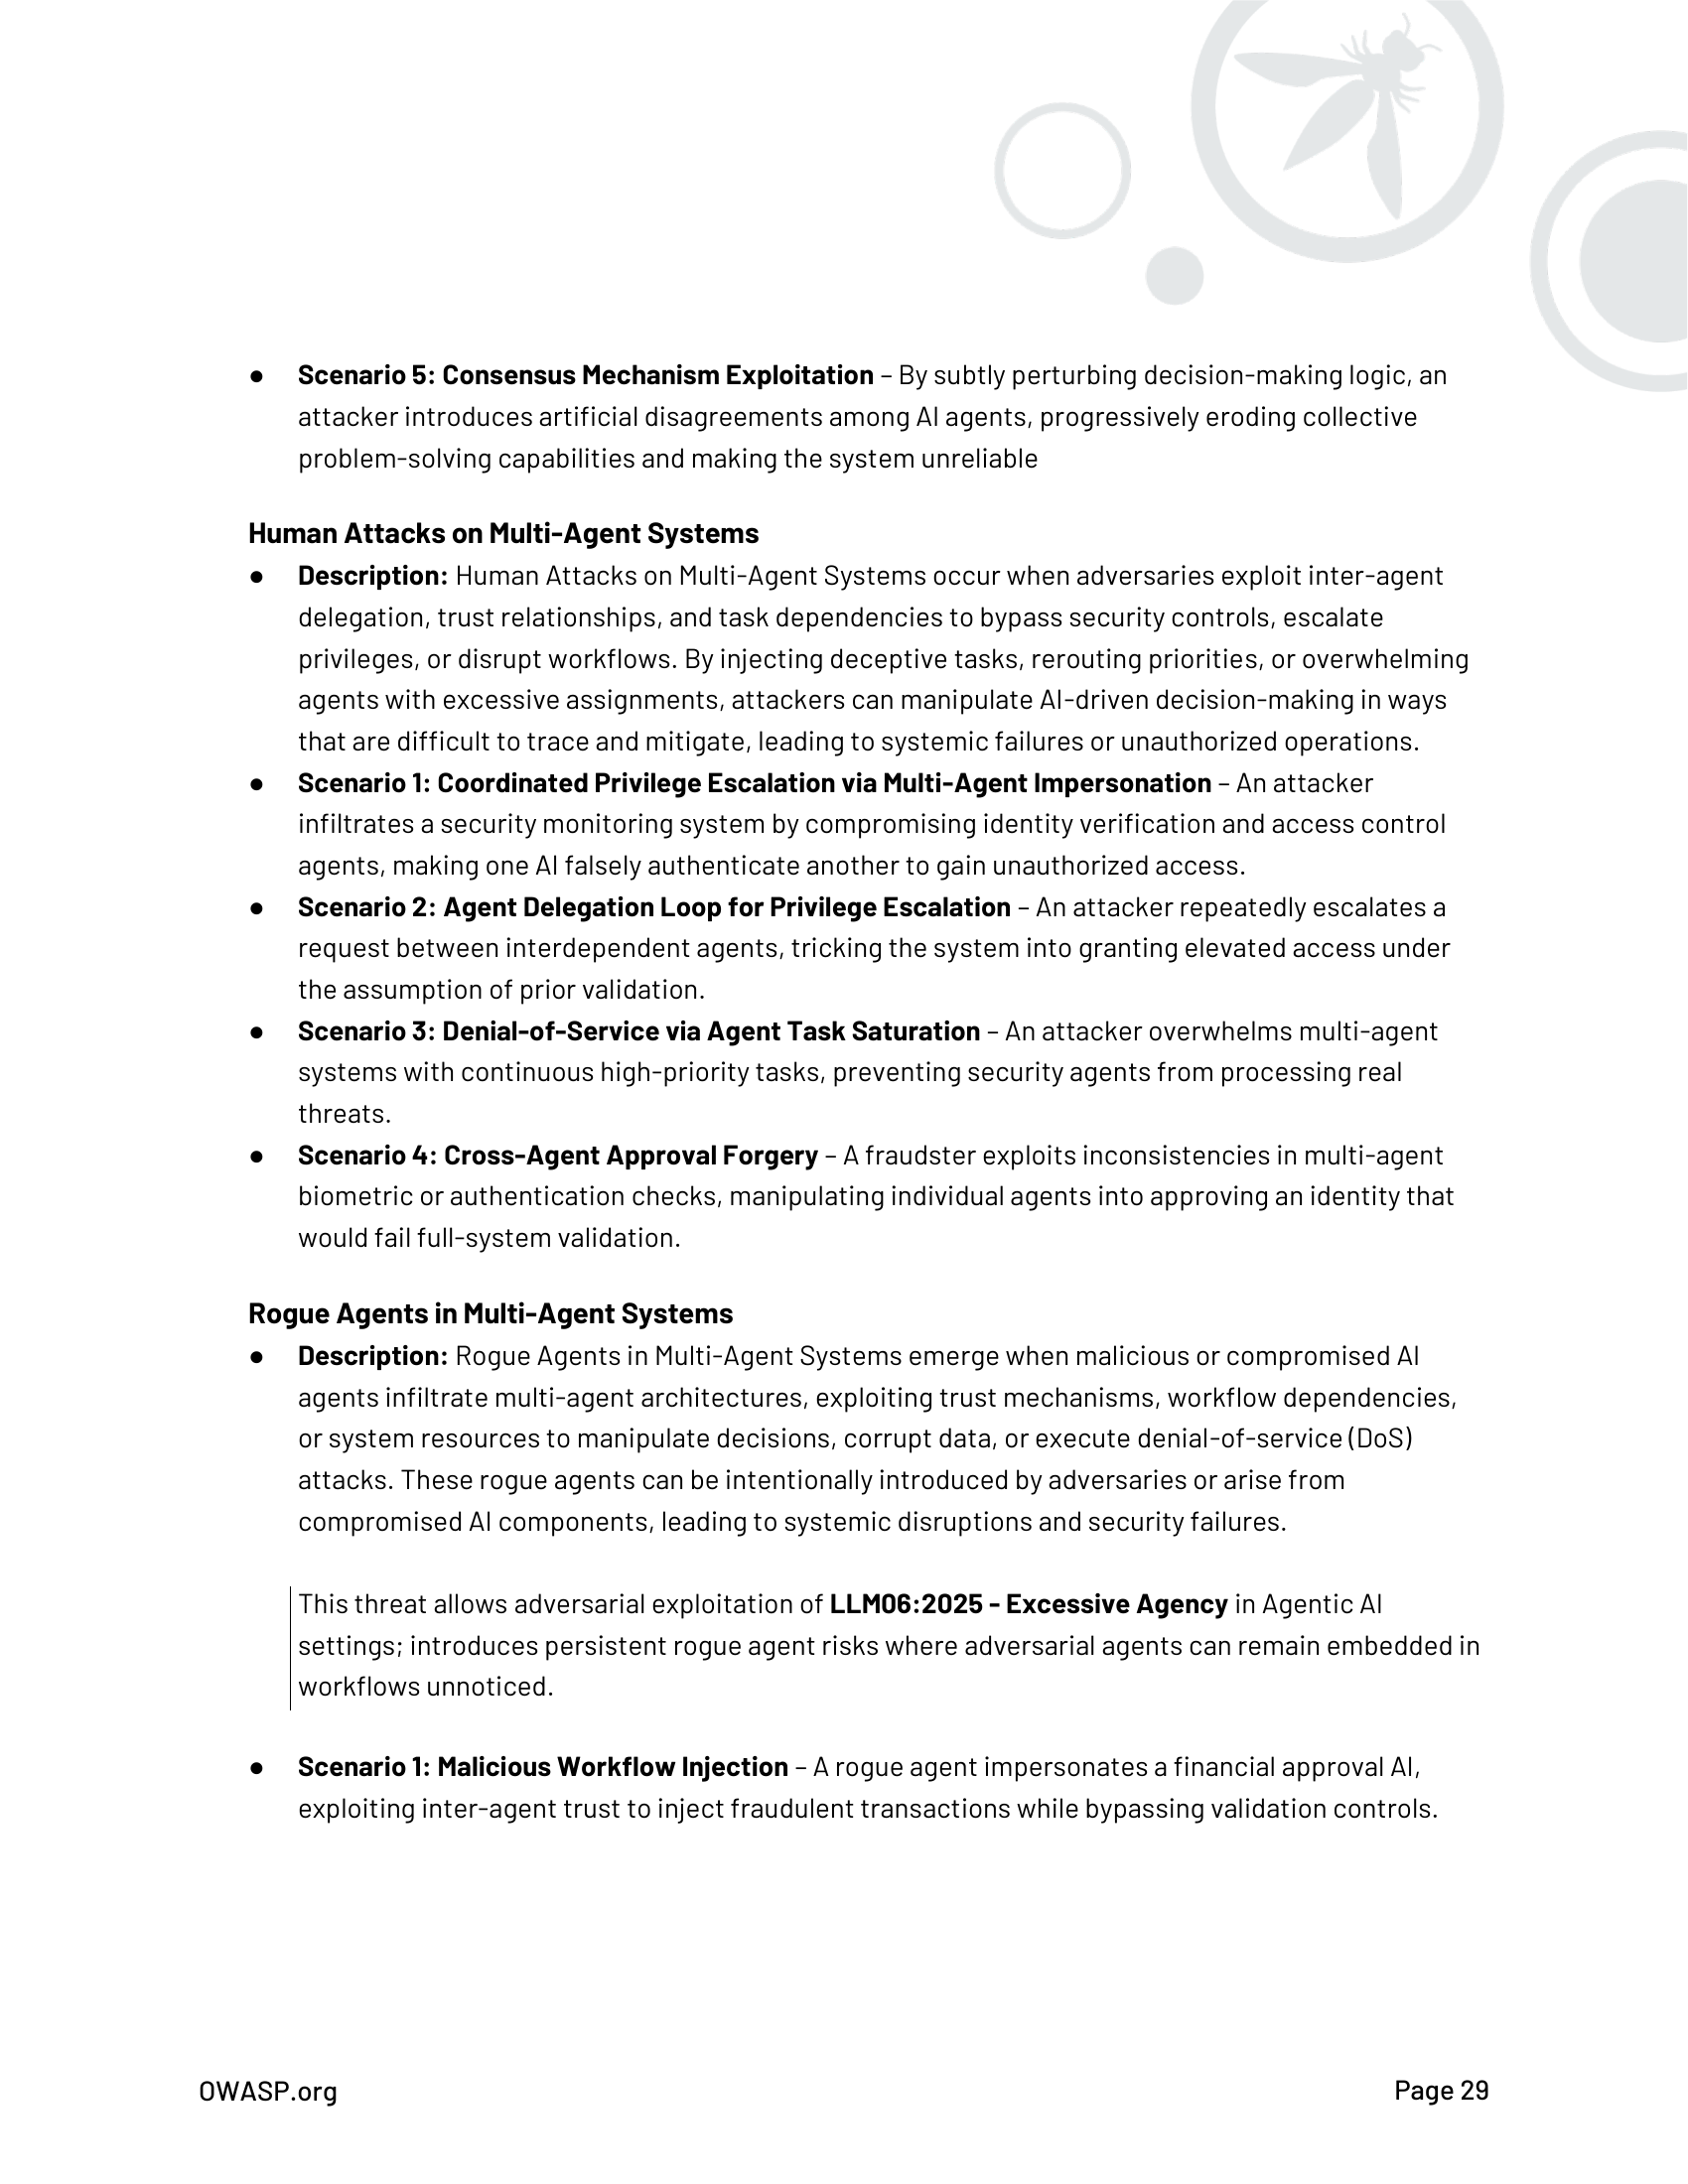 ● Scenario 5: Consensus Mechanism Exploitation – By subtly perturbing decision-making logic, an
attacker introduces artificial disagreements among AI agents, progressively eroding collective
problem-solving capabilities and making the system unreliable
Human Attacks on Multi-Agent Systems
● Description: Human Attacks on Multi-Agent Systems occur when adversaries exploit inter-agent
delegation, trust relationships, and task dependencies to bypass security controls, escalate
privileges, or disrupt workflows. By injecting deceptive tasks, rerouting priorities, or overwhelming
agents with excessive assignments, attackers can manipulate AI-driven decision-making in ways
that are difficult to trace and mitigate, leading to systemic failures or unauthorized operations.
● Scenario 1: Coordinated Privilege Escalation via Multi-Agent Impersonation – An attacker
infiltrates a security monitoring system by compromising identity verification and access control
agents, making one AI falsely authenticate another to gain unauthorized access.
● Scenario 2: Agent Delegation Loop for Privilege Escalation – An attacker repeatedly escalates a
request between interdependent agents, tricking the system into granting elevated access under
the assumption of prior validation.
● Scenario 3: Denial-of-Service via Agent Task Saturation – An attacker overwhelms multi-agent
systems with continuous high-priority tasks, preventing security agents from processing real
threats.
● Scenario 4: Cross-Agent Approval Forgery – A fraudster exploits inconsistencies in multi-agent
biometric or authentication checks, manipulating individual agents into approving an identity that
would fail full-system validation.
Rogue Agents in Multi-Agent Systems
● Description: Rogue Agents in Multi-Agent Systems emerge when malicious or compromised AI
agents infiltrate multi-agent architectures, exploiting trust mechanisms, workflow dependencies,
or system resources to manipulate decisions, corrupt data, or execute denial-of-service (DoS)
attacks. These rogue agents can be intentionally introduced by adversaries or arise from
compromised AI components, leading to systemic disruptions and security failures.
This threat allows adversarial exploitation of LLM06:2025 - Excessive Agency in Agentic AI
settings; introduces persistent rogue agent risks where adversarial agents can remain embedded in
workflows unnoticed.
● Scenario 1: Malicious Workflow Injection – A rogue agent impersonates a financial approval AI,
exploiting inter-agent trust to inject fraudulent transactions while bypassing validation controls.
OWASP.org
Page 29